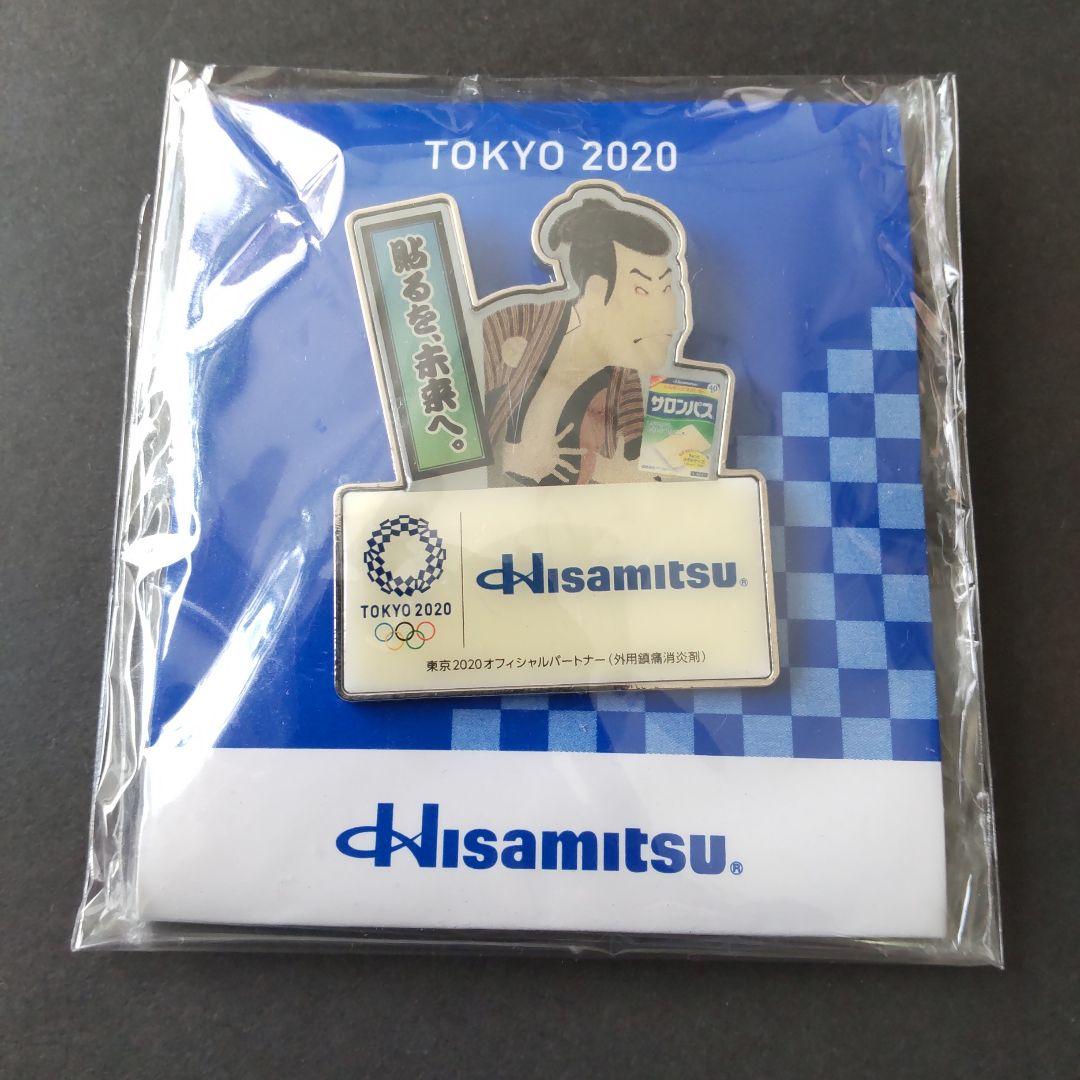 TOKYO 2020
貼るを、未来へ。
Hisamitsu
40
サロンパス
TOKYO 2020
Hisamitsu®
東京2020オフィシャルパートナー(外用鎮痛消炎剤)
Hisamitsu®